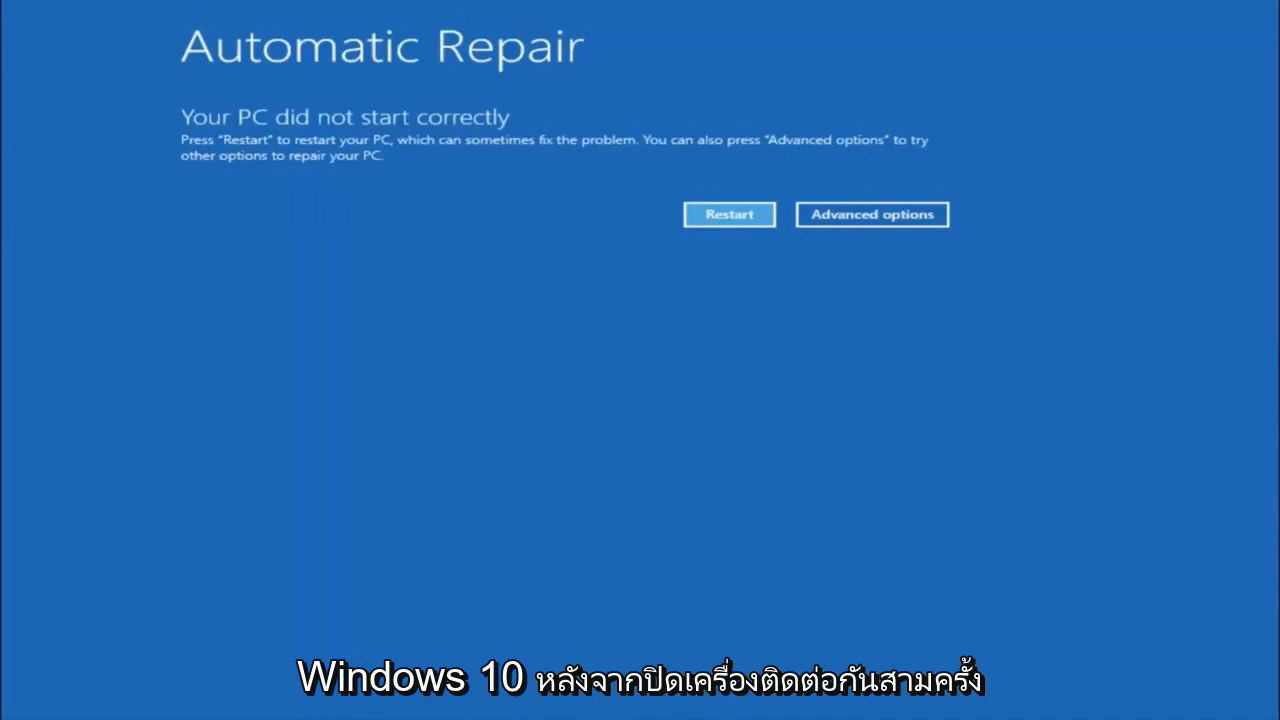 Automatic Repair
Your PC did not start correctly
Press "Restart" to restart your PC, which can sometimes fix the problem. You can also press "Advanced options" to try
other options to repair your PC.
Restart Advanced options
Windows 10 หลังจากปิดเครื่องติดต่อกันสามครั้ง